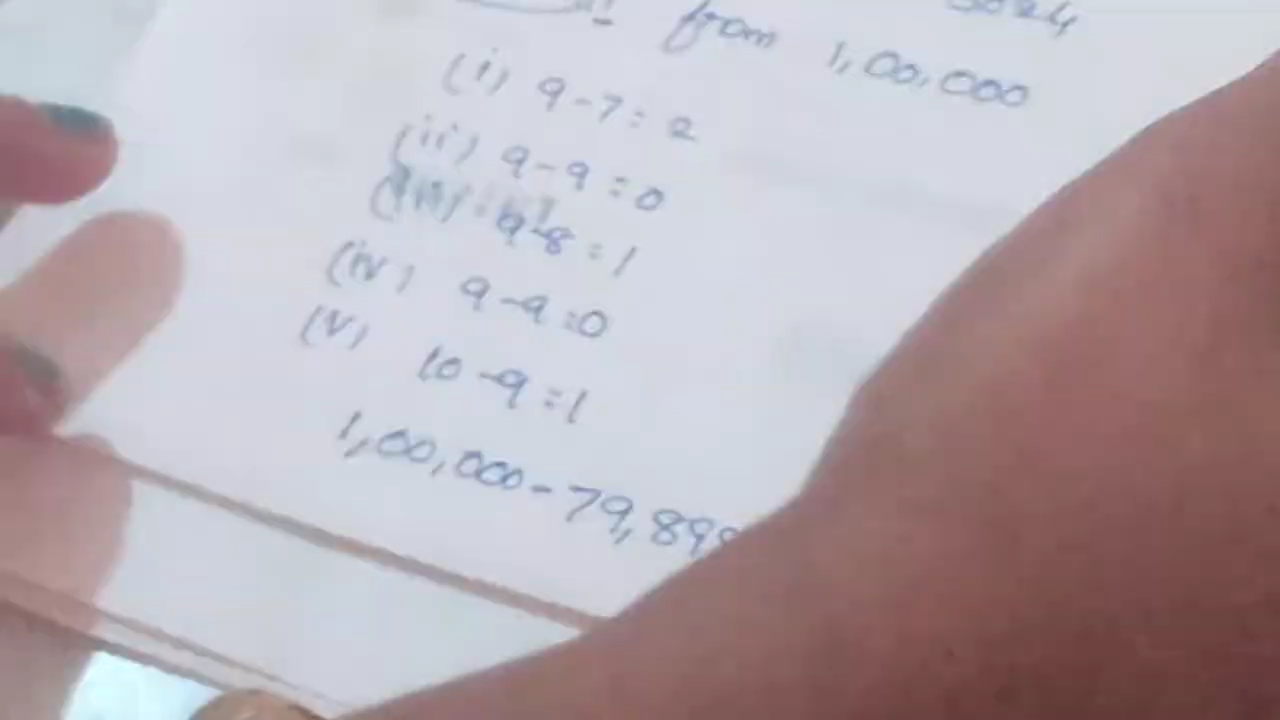 from 1,00,000
(i) 9-7=2
(ii) 9-9=0
(iii) 9-8=1
(iv) 9-9=0
(v) 10-9=1
1,00,000-79,89